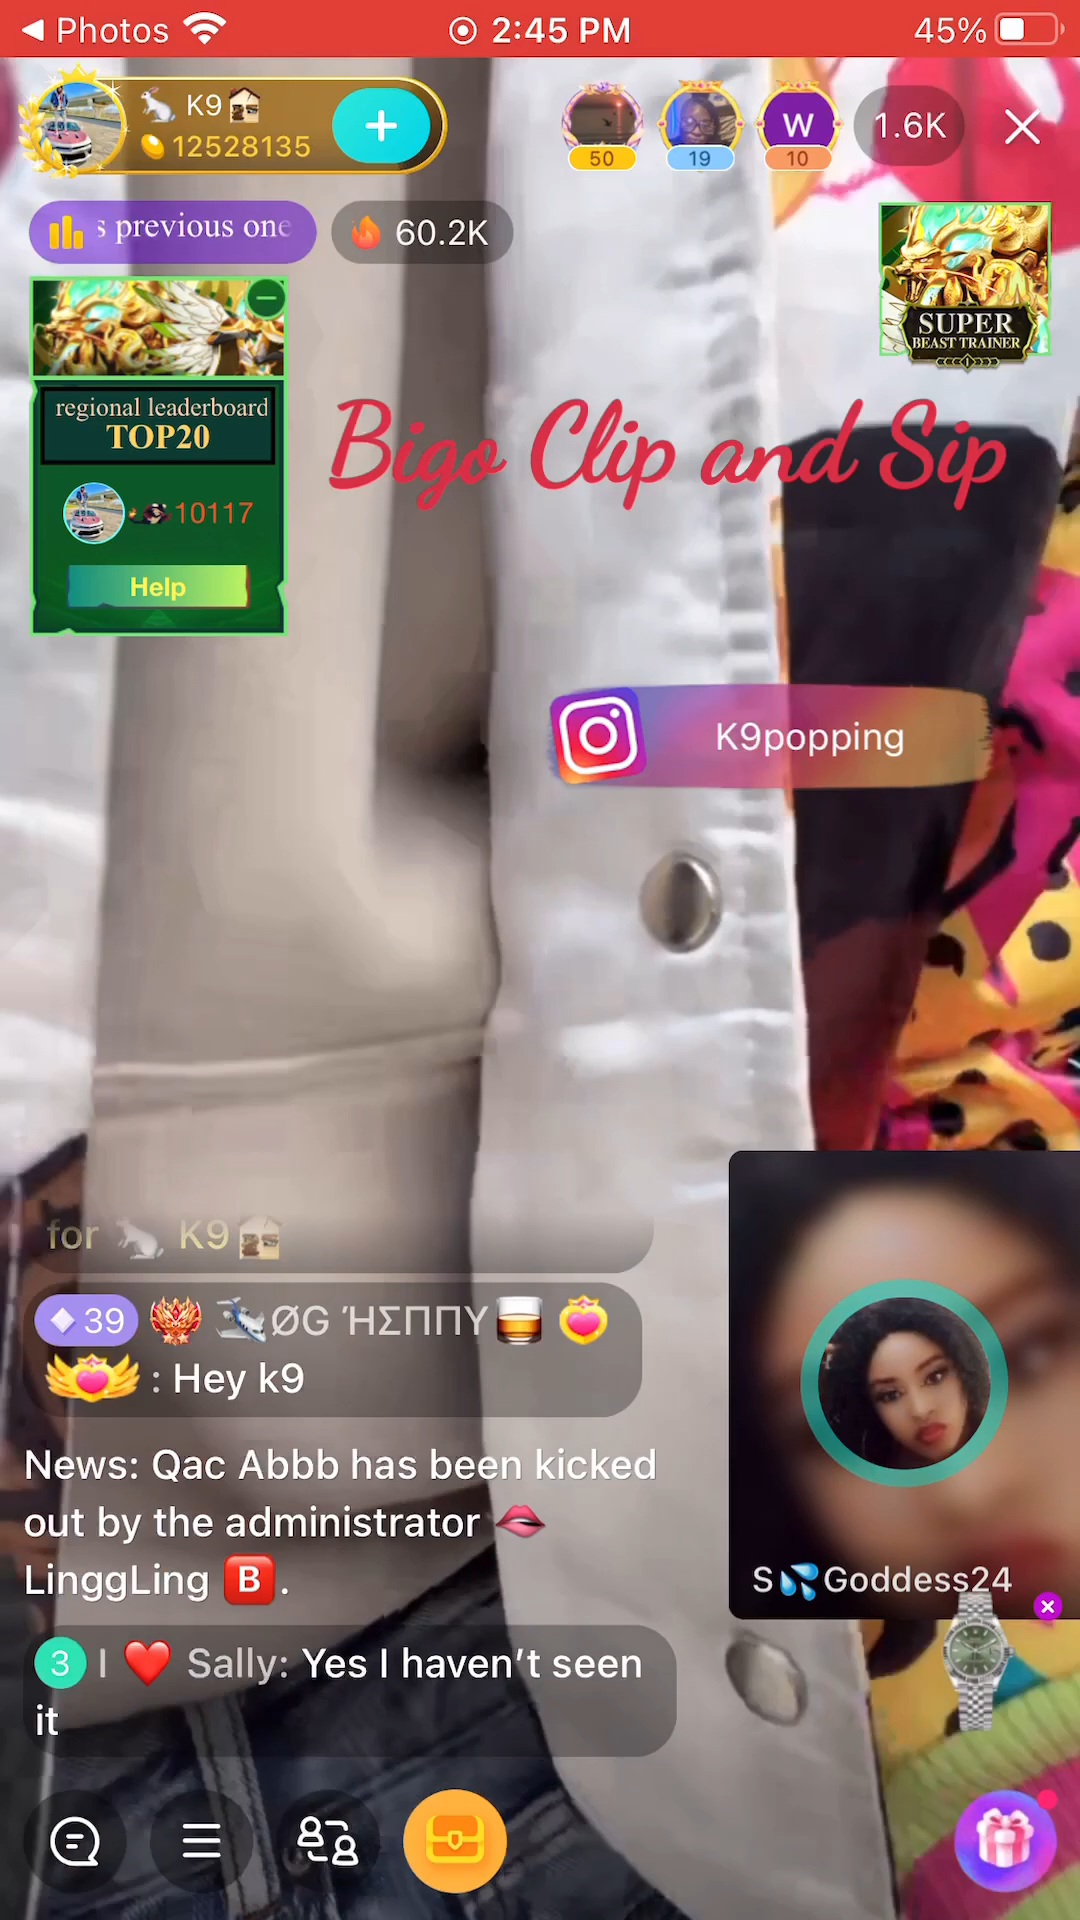 Photos
2:45 PM
45%
K9
12528135
50
19
W
10
1.6K
s previous one
60.2K
SUPER
BEAST TRAINER
regional leaderboard
TOP20
10117
Help
Bigo Clip and Sip
K9popping
for K9
39 ØG ΉΣΠΠΥ
: Hey k9
News: Qac Abbb has been kicked
out by the administrator
LinggLing B .
3 I ❤️ Sally: Yes I haven't seen
it
S💦Goddess24